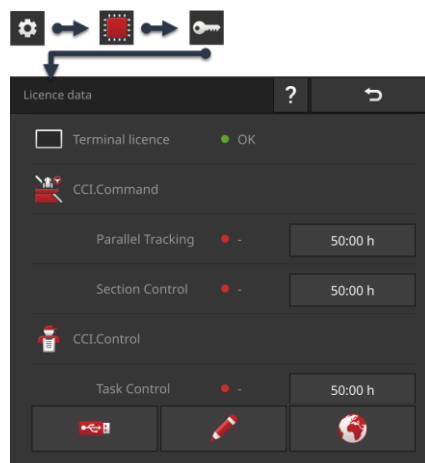 Licence data ?
Terminal licence OK
CCI.Command
Parallel Tracking - 50:00 h
Section Control - 50:00 h
CCI.Control
Task Control - 50:00 h